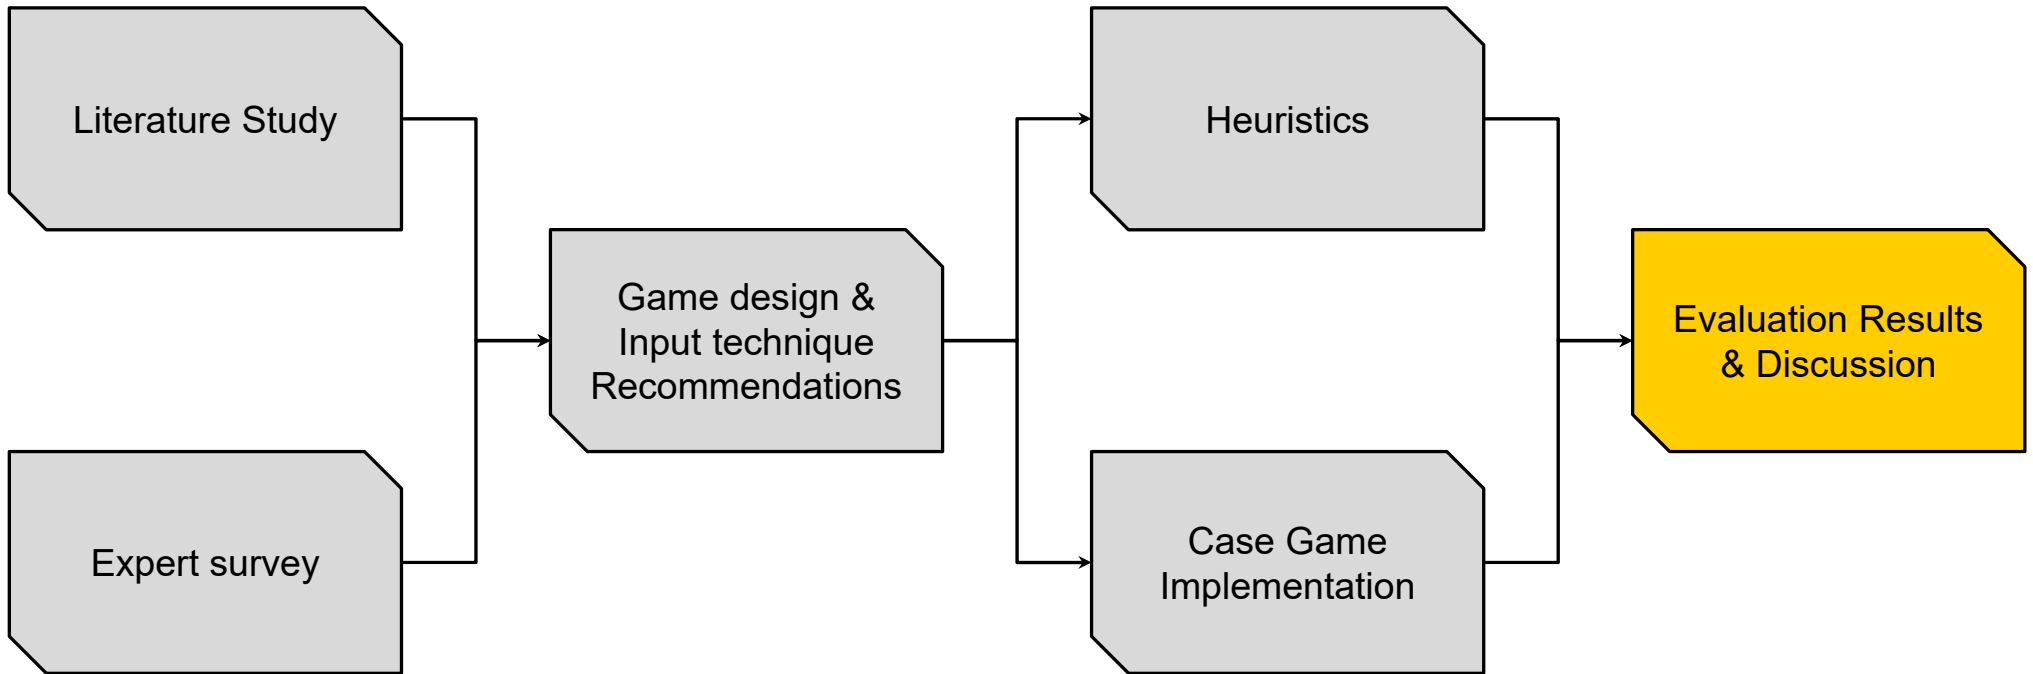 Literature Study
Expert survey
Game design &
Input technique
Recommendations
Heuristics
Case Game
Implementation
Evaluation Results
& Discussion